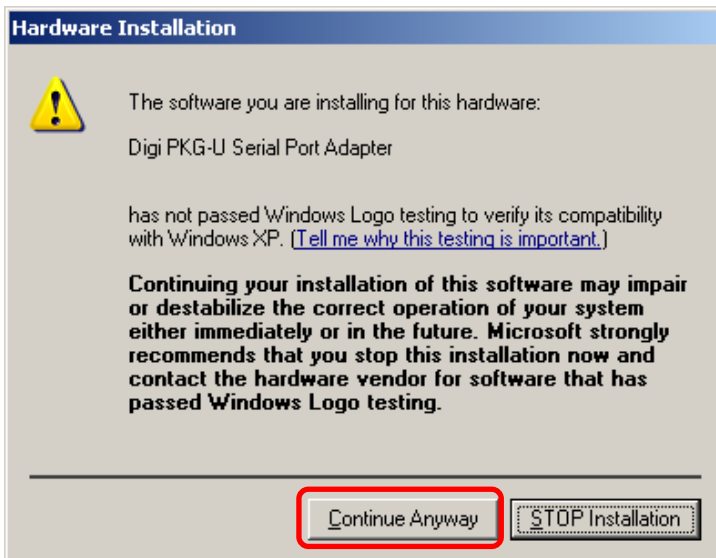 Hardware Installation
The software you are installing for this hardware:
Digi PKG-U Serial Port Adapter
has not passed Windows Logo testing to verify its compatibility
with Windows XP. (Tell me why this testing is important.)
Continuing your installation of this software may impair
or destabilize the correct operation of your system
either immediately or in the future. Microsoft strongly
recommends that you stop this installation now and
contact the hardware vendor for software that has
passed Windows Logo testing.
Continue Anyway
STOP Installation